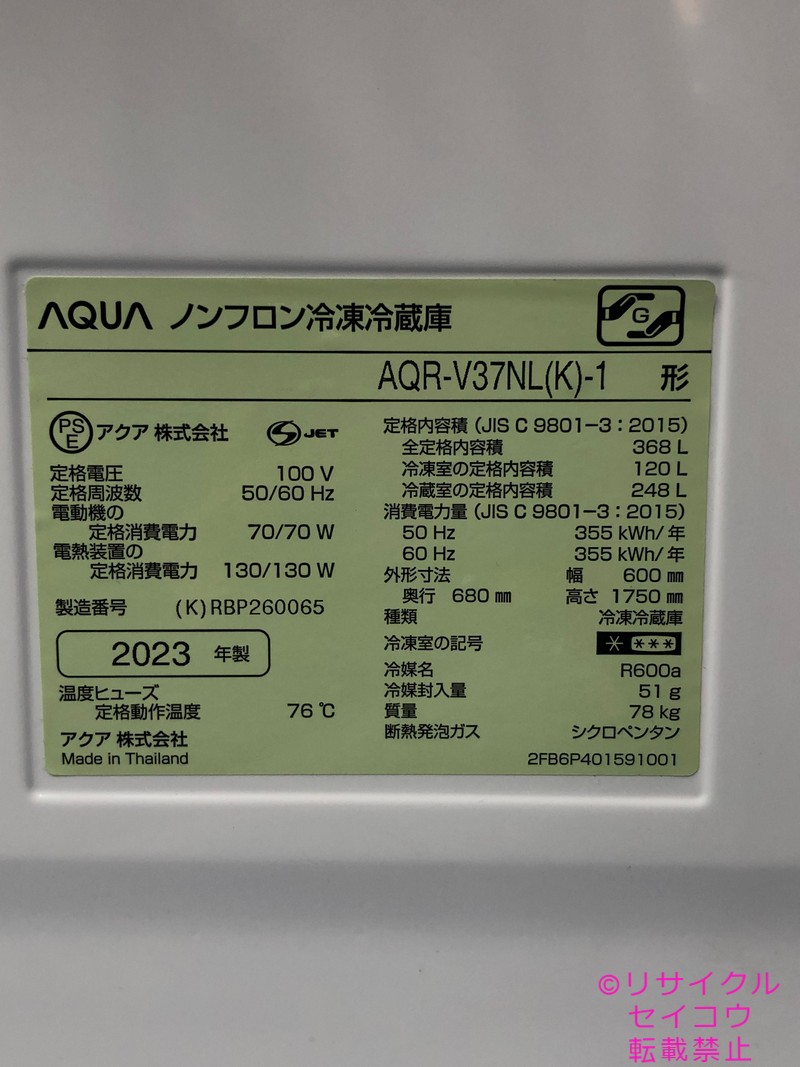 AQUA ノンフロン冷凍冷蔵庫
G
AQR-V37NL(K)-1 形
PSE アクア 株式会社 S JET
定格電圧 100 V
定格周波数 50/60 Hz
電動機の
定格消費電力 70/70 W
電熱装置の
定格消費電力 130/130 W
製造番号 (K)RBP260065
2023 年製
温度ヒューズ
定格動作温度 76 ℃
アクア 株式会社
Made in Thailand
定格内容積 (JIS C 9801-3:2015)
全定格内容積 368 L
冷凍室の定格内容積 120 L
冷蔵室の定格内容積 248 L
消費電力量 (JIS C 9801-3:2015)
50 Hz 355 kWh/年
60 Hz 355 kWh/年
外形寸法 幅 600 ㎜
奥行 680 ㎜ 高さ 1750 ㎜
種類 冷凍冷蔵庫
冷凍室の記号 * ***
冷媒名 R600a
冷媒封入量 51 g
質量 78 kg
断熱発泡ガス シクロペンタン
2FB6P401591001
©リサイクル
セイコウ
転載禁止